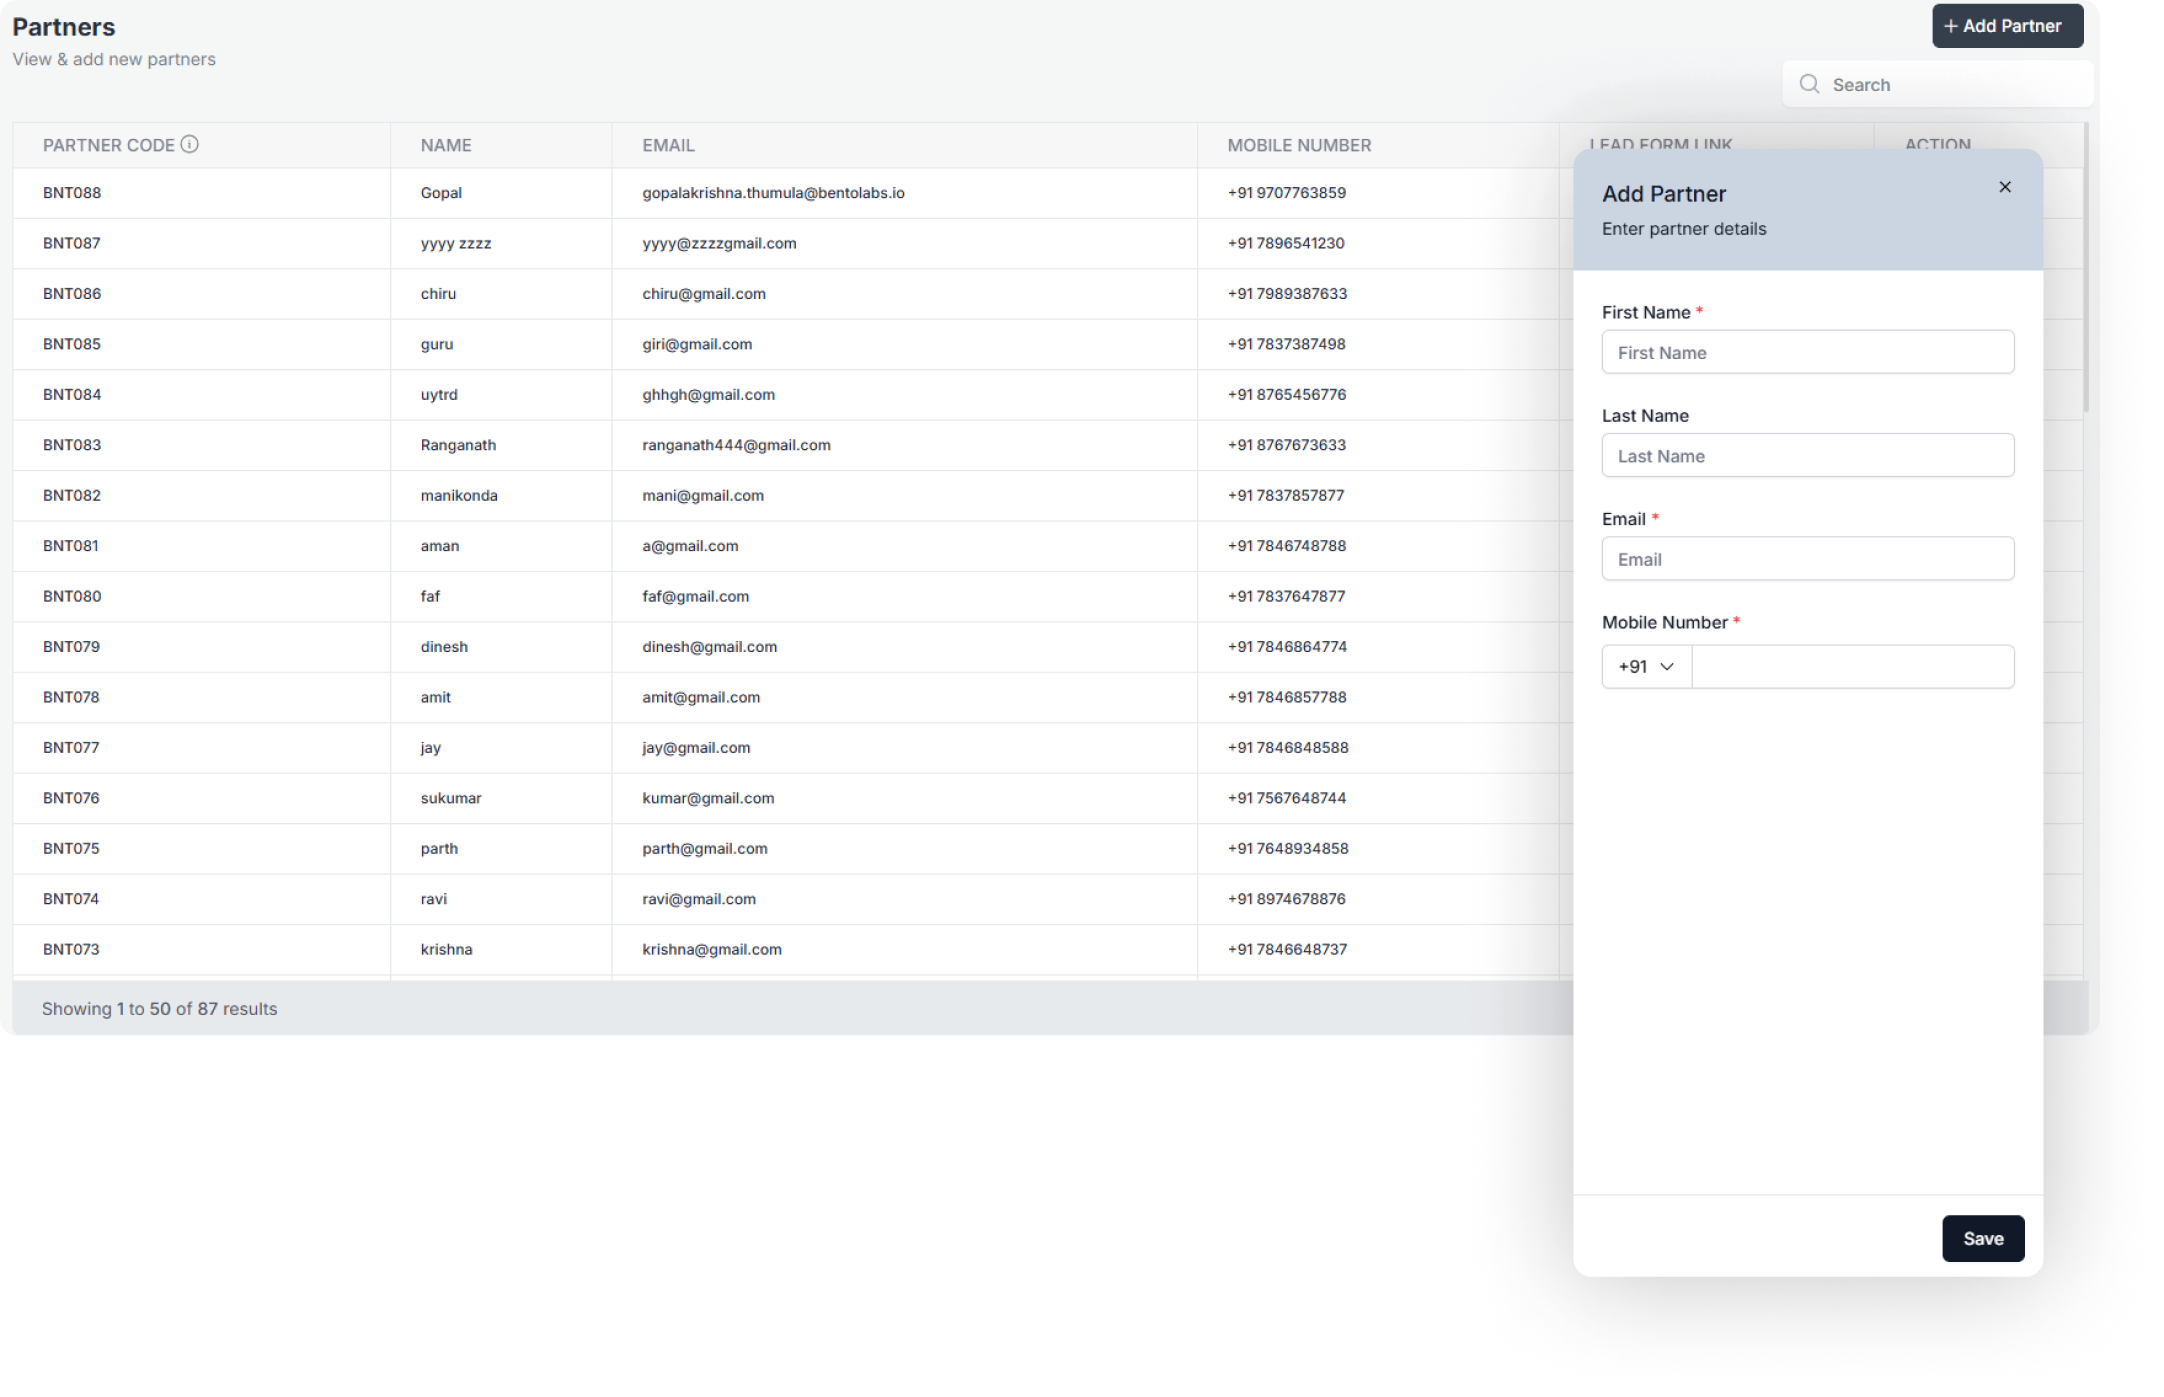 Partners
View & add new partners
+ Add Partner
Search
PARTNER CODE NAME EMAIL MOBILE NUMBER LEAD FORM LINK ACTION
BNT088 Gopal gopalakrishna.thumula@bentolabs.io +91 9707763859
BNT087 yyyy zzzz yyyy@zzzzgmail.com +91 7896541230
BNT086 chiru chiru@gmail.com +91 7989387633
BNT085 guru giri@gmail.com +91 7837387498
BNT084 uytrd ghhgh@gmail.com +91 8765456776
BNT083 Ranganath ranganath444@gmail.com +91 8767673633
BNT082 manikonda mani@gmail.com +91 7837857877
BNT081 aman a@gmail.com +91 7846748788
BNT080 faf faf@gmail.com +91 7837647877
BNT079 dinesh dinesh@gmail.com +91 7846864774
BNT078 amit amit@gmail.com +91 7846857788
BNT077 jay jay@gmail.com +91 7846848588
BNT076 sukumar kumar@gmail.com +91 7567648744
BNT075 parth parth@gmail.com +91 7648934858
BNT074 ravi ravi@gmail.com +91 8974678876
BNT073 krishna krishna@gmail.com +91 7846648737
Showing 1 to 50 of 87 results
Add Partner
Enter partner details
First Name *
First Name
Last Name
Last Name
Email *
Email
Mobile Number *
+91
Save